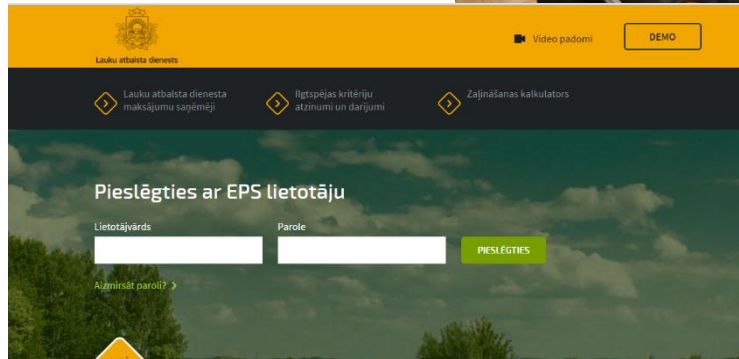 Lauku atbalsta dienests
Video padomi
DEMO
Lauku atbalsta dienesta
maksājumu saņēmēji
Ilgtspējas kritēriju
atzinumi un darījumi
Zaļināšanas kalkulators
Pieslēgties ar EPS lietotāju
Lietotājvārds
Parole
PIESLĒGTIES
Aizmirsāt paroli?